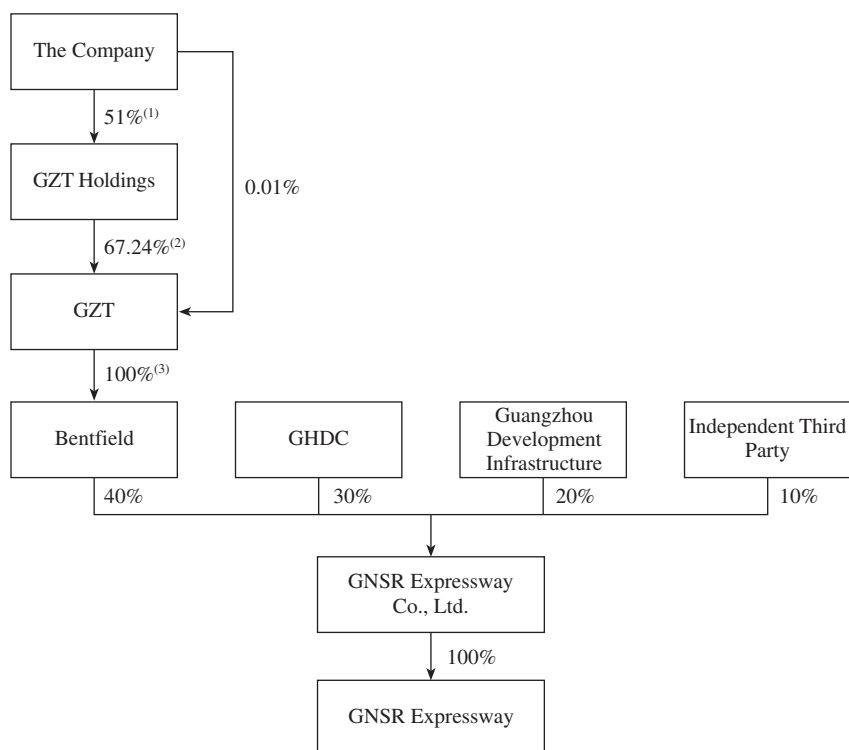 The Company
51%(1)
GZT Holdings
0.01%
67.24%(2)
GZT
100%(3)
Bentfield
GHDC
Guangzhou
Development
Infrastructure
Independent Third
Party
40%
30%
20%
10%
GNSR Expressway
Co., Ltd.
100%
GNSR Expressway